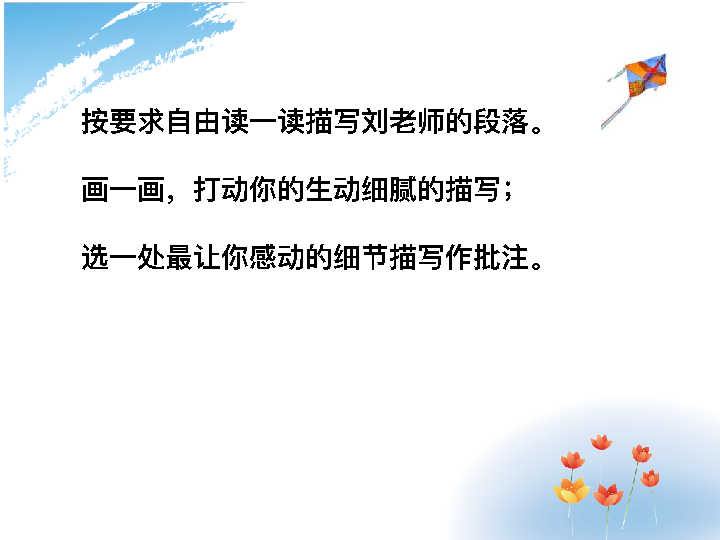 按要求自由读一读描写刘老师的段落。
画一画，打动你的生动细腻的描写；
选一处最让你感动的细节描写作批注。